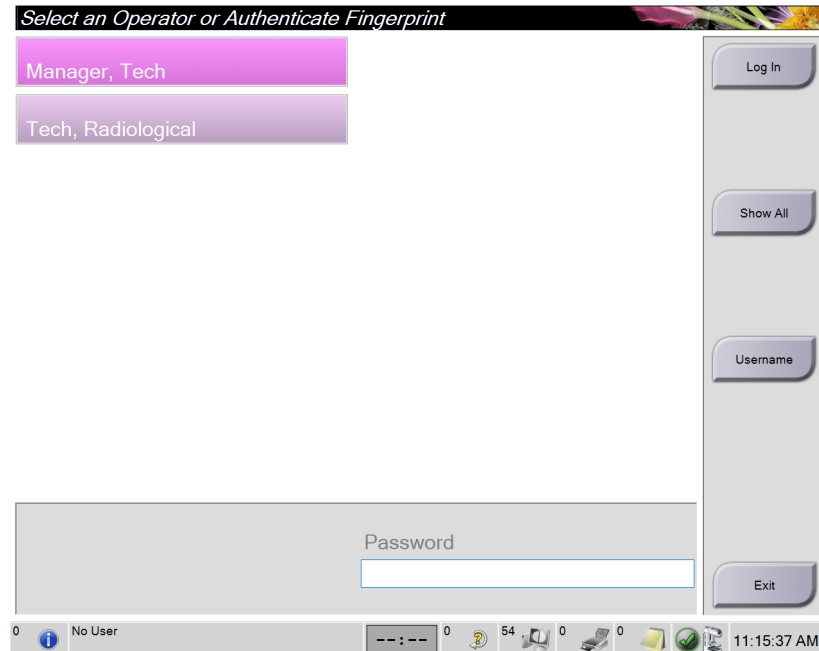 Select an Operator or Authenticate Fingerprint
Manager, Tech
Log In
Tech, Radiological
Show All
Username
Password
Exit
0
No User
--:--
0
54
0
0
11:15:37 AM